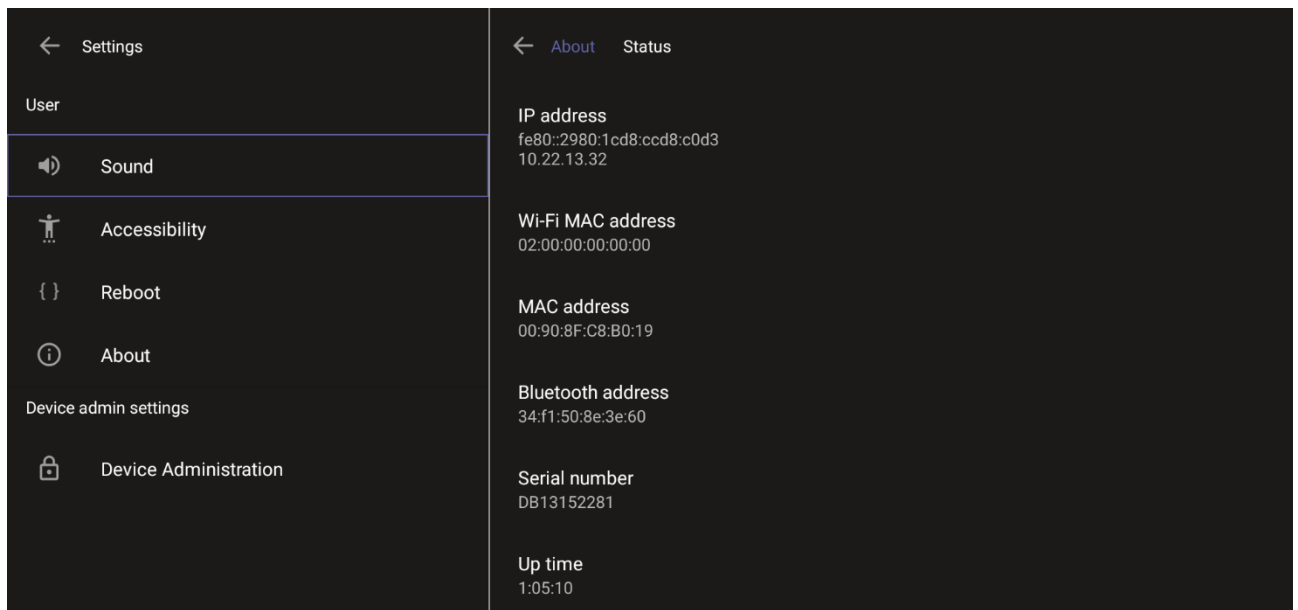 Settings
User
Sound
Accessibility
{ } Reboot
About
Device admin settings
Device Administration
About Status
IP address
fe80::2980:1cd8:ccd8:c0d3
10.22.13.32
Wi-Fi MAC address
02:00:00:00:00:00
MAC address
00:90:8F:C8:B0:19
Bluetooth address
34:f1:50:8e:3e:60
Serial number
DB13152281
Up time
1:05:10